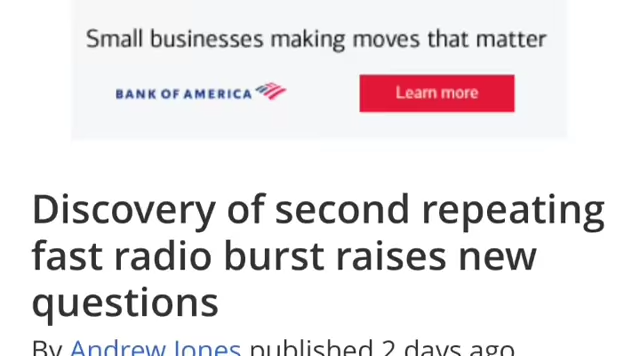 Small businesses making moves that matter
BANK OF AMERICA
Learn more
Discovery of second repeating
fast radio burst raises new
questions
By Andrew Jones published 2 days ago